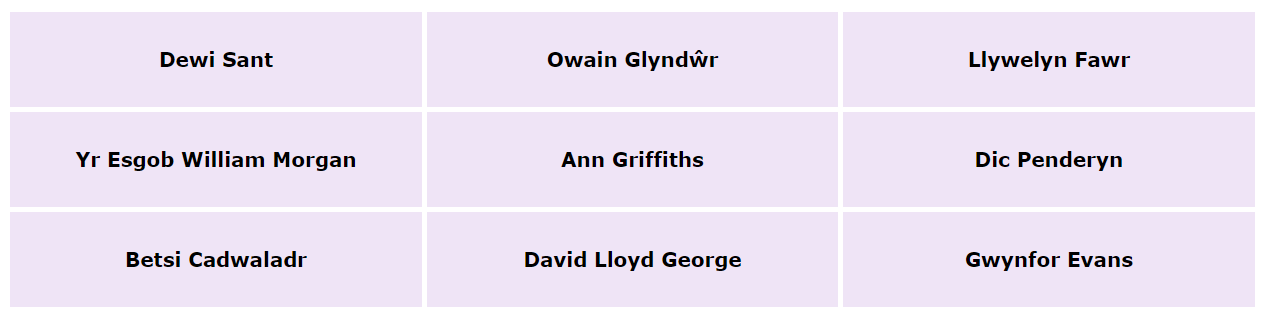 Dewi Sant
Owain Glyndŵr
Llywelyn Fawr
Yr Esgob William Morgan
Ann Griffiths
Dic Penderyn
Betsi Cadwaladr
David Lloyd George
Gwynfor Evans